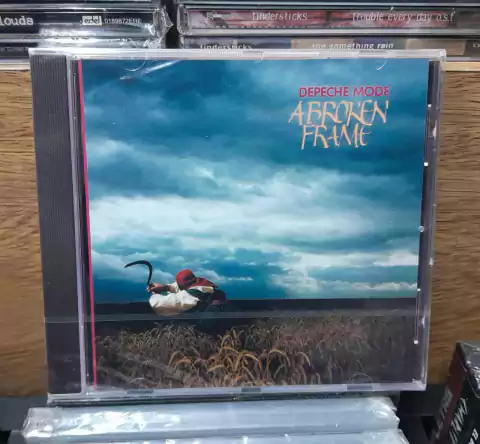 louds
tindersticks
trouble every day o.s.t
tindersticks
the something rain
DEPECHE MODE
A BROKEN
FRAME